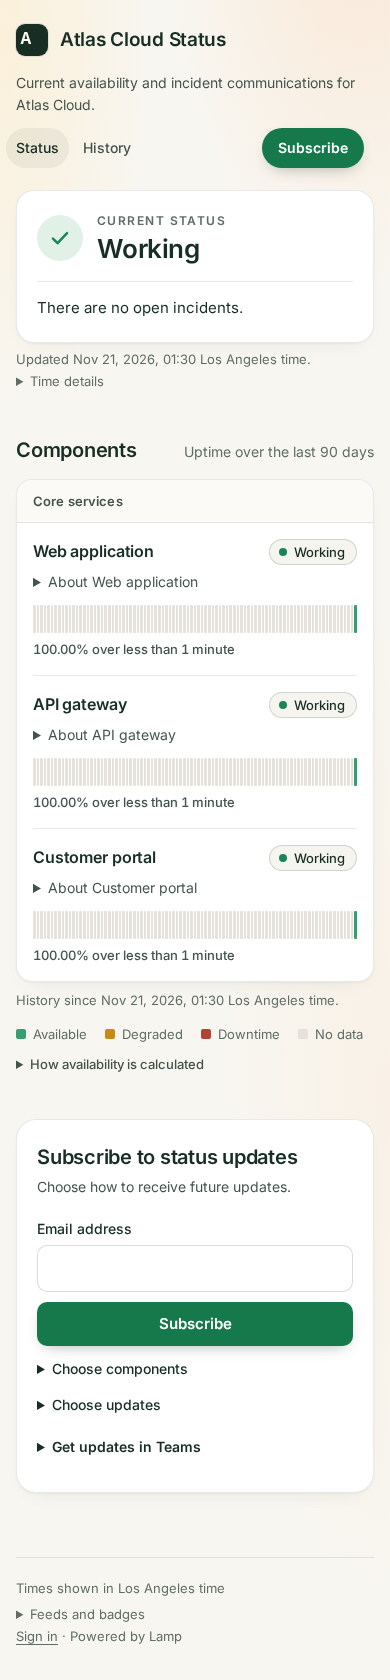 A Atlas Cloud Status
Current availability and incident communications for
Atlas Cloud.
Status History Subscribe
CURRENT STATUS
Working
There are no open incidents.
Updated Nov 21, 2026, 01:30 Los Angeles time.
Time details
Components Uptime over the last 90 days
Core services
Web application Working
About Web application
100.00% over less than 1 minute
API gateway Working
About API gateway
100.00% over less than 1 minute
Customer portal Working
About Customer portal
100.00% over less than 1 minute
History since Nov 21, 2026, 01:30 Los Angeles time.
Available Degraded Downtime No data
How availability is calculated
Subscribe to status updates
Choose how to receive future updates.
Email address
Subscribe
Choose components
Choose updates
Get updates in Teams
Times shown in Los Angeles time
Feeds and badges
Sign in · Powered by Lamp